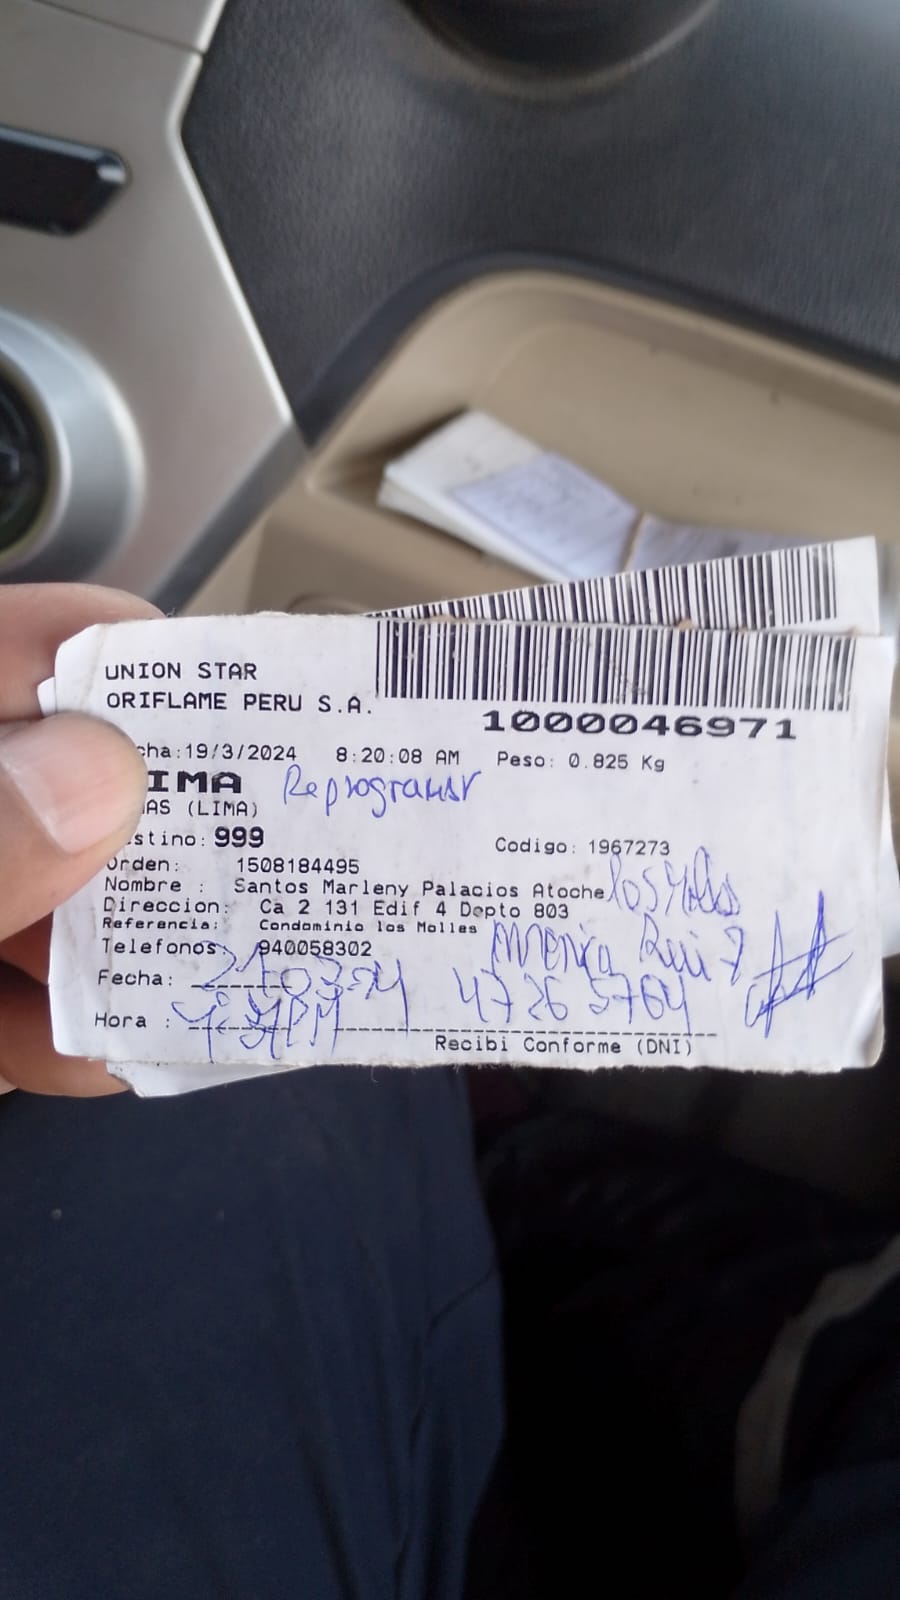 UNION STAR
ORIFLAME PERU S.A.
1000046971
cha:19/3/2024 8:20:08 AM Peso: 0.825 Kg
IMA Reprogramar
AS (LIMA)
stino: 999 Codigo: 1967273
Orden: 1508184495
Nombre : Santos Marleny Palacios Atoche
Direccion: Ca 2 131 Edif 4 Depto 803
Referencia: Condominio los Molles
Telefonos: 940058302
Fecha:
Hora :
Recibi Conforme (DNI)